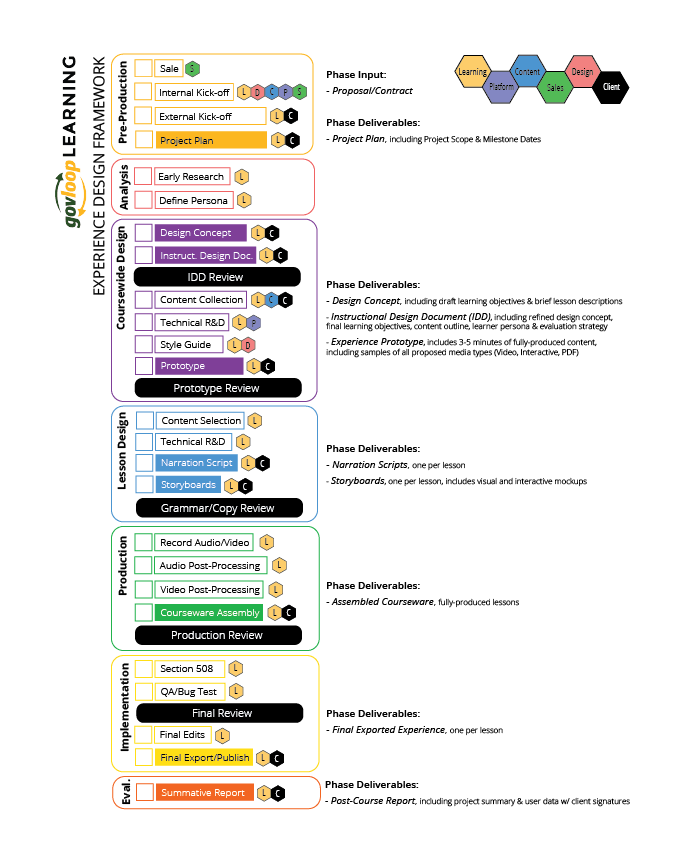 govloop LEARNING
EXPERIENCE DESIGN FRAMEWORK
Learning
Platform
Content
Sales
Design
Client
Pre-Production
Sale S
Internal Kick-off L D C P S
External Kick-off L C
Project Plan L C
Phase Input:
- Proposal/Contract
Phase Deliverables:
- Project Plan, including Project Scope & Milestone Dates
Analysis
Early Research L
Define Persona L
Coursewide Design
Design Concept L C
Instruct. Design Doc. L C
IDD Review
Content Collection L C C
Technical R&D L P
Style Guide L D
Prototype L C
Prototype Review
Phase Deliverables:
- Design Concept, including draft learning objectives & brief lesson descriptions
- Instructional Design Document (IDD), including refined design concept,
final learning objectives, content outline, learner persona & evaluation strategy
- Experience Prototype, includes 3-5 minutes of fully-produced content,
including samples of all proposed media types (Video, Interactive, PDF)
Lesson Design
Content Selection L
Technical R&D L
Narration Script L C
Storyboards L C
Grammar/Copy Review
Phase Deliverables:
- Narration Scripts, one per lesson
- Storyboards, one per lesson, includes visual and interactive mockups
Production
Record Audio/Video L
Audio Post-Processing L
Video Post-Processing L
Courseware Assembly L C
Production Review
Phase Deliverables:
- Assembled Courseware, fully-produced lessons
Implementation
Section 508 L
QA/Bug Test L
Final Review
Final Edits L
Final Export/Publish L C
Phase Deliverables:
- Final Exported Experience, one per lesson
Eval.
Summative Report L C
Phase Deliverables:
- Post-Course Report, including project summary & user data w/ client signatures